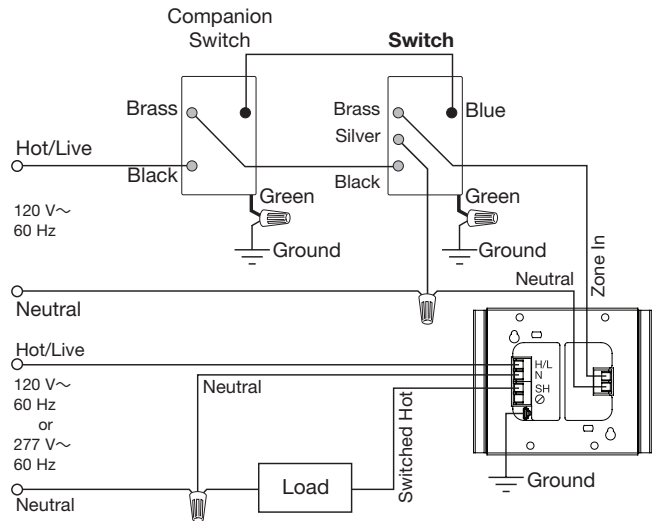 Companion
Switch
Switch
Brass
Brass
Blue
Silver
Hot/Live
Black
Black
Green
Green
120 V~
60 Hz
Ground
Ground
Zone In
Neutral
Neutral
Hot/Live
H/L
N
SH
120 V~
60 Hz
or
277 V~
60 Hz
Neutral
Switched Hot
Load
Ground
Neutral